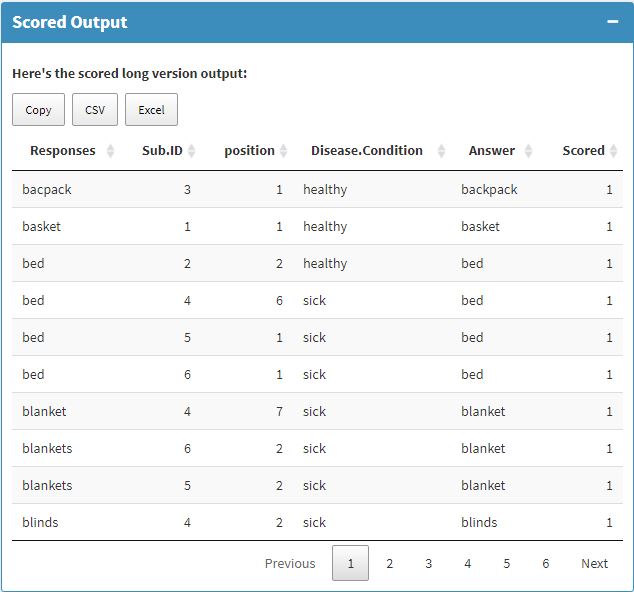 Scored Output
Here's the scored long version output:
Copy CSV Excel
Responses Sub.ID position Disease.Condition Answer Scored
bacpack 3 1 healthy backpack 1
basket 1 1 healthy basket 1
bed 2 2 healthy bed 1
bed 4 6 sick bed 1
bed 5 1 sick bed 1
bed 6 1 sick bed 1
blanket 4 7 sick blanket 1
blankets 6 2 sick blanket 1
blankets 5 2 sick blanket 1
blinds 4 2 sick blinds 1
Previous 1 2 3 4 5 6 Next